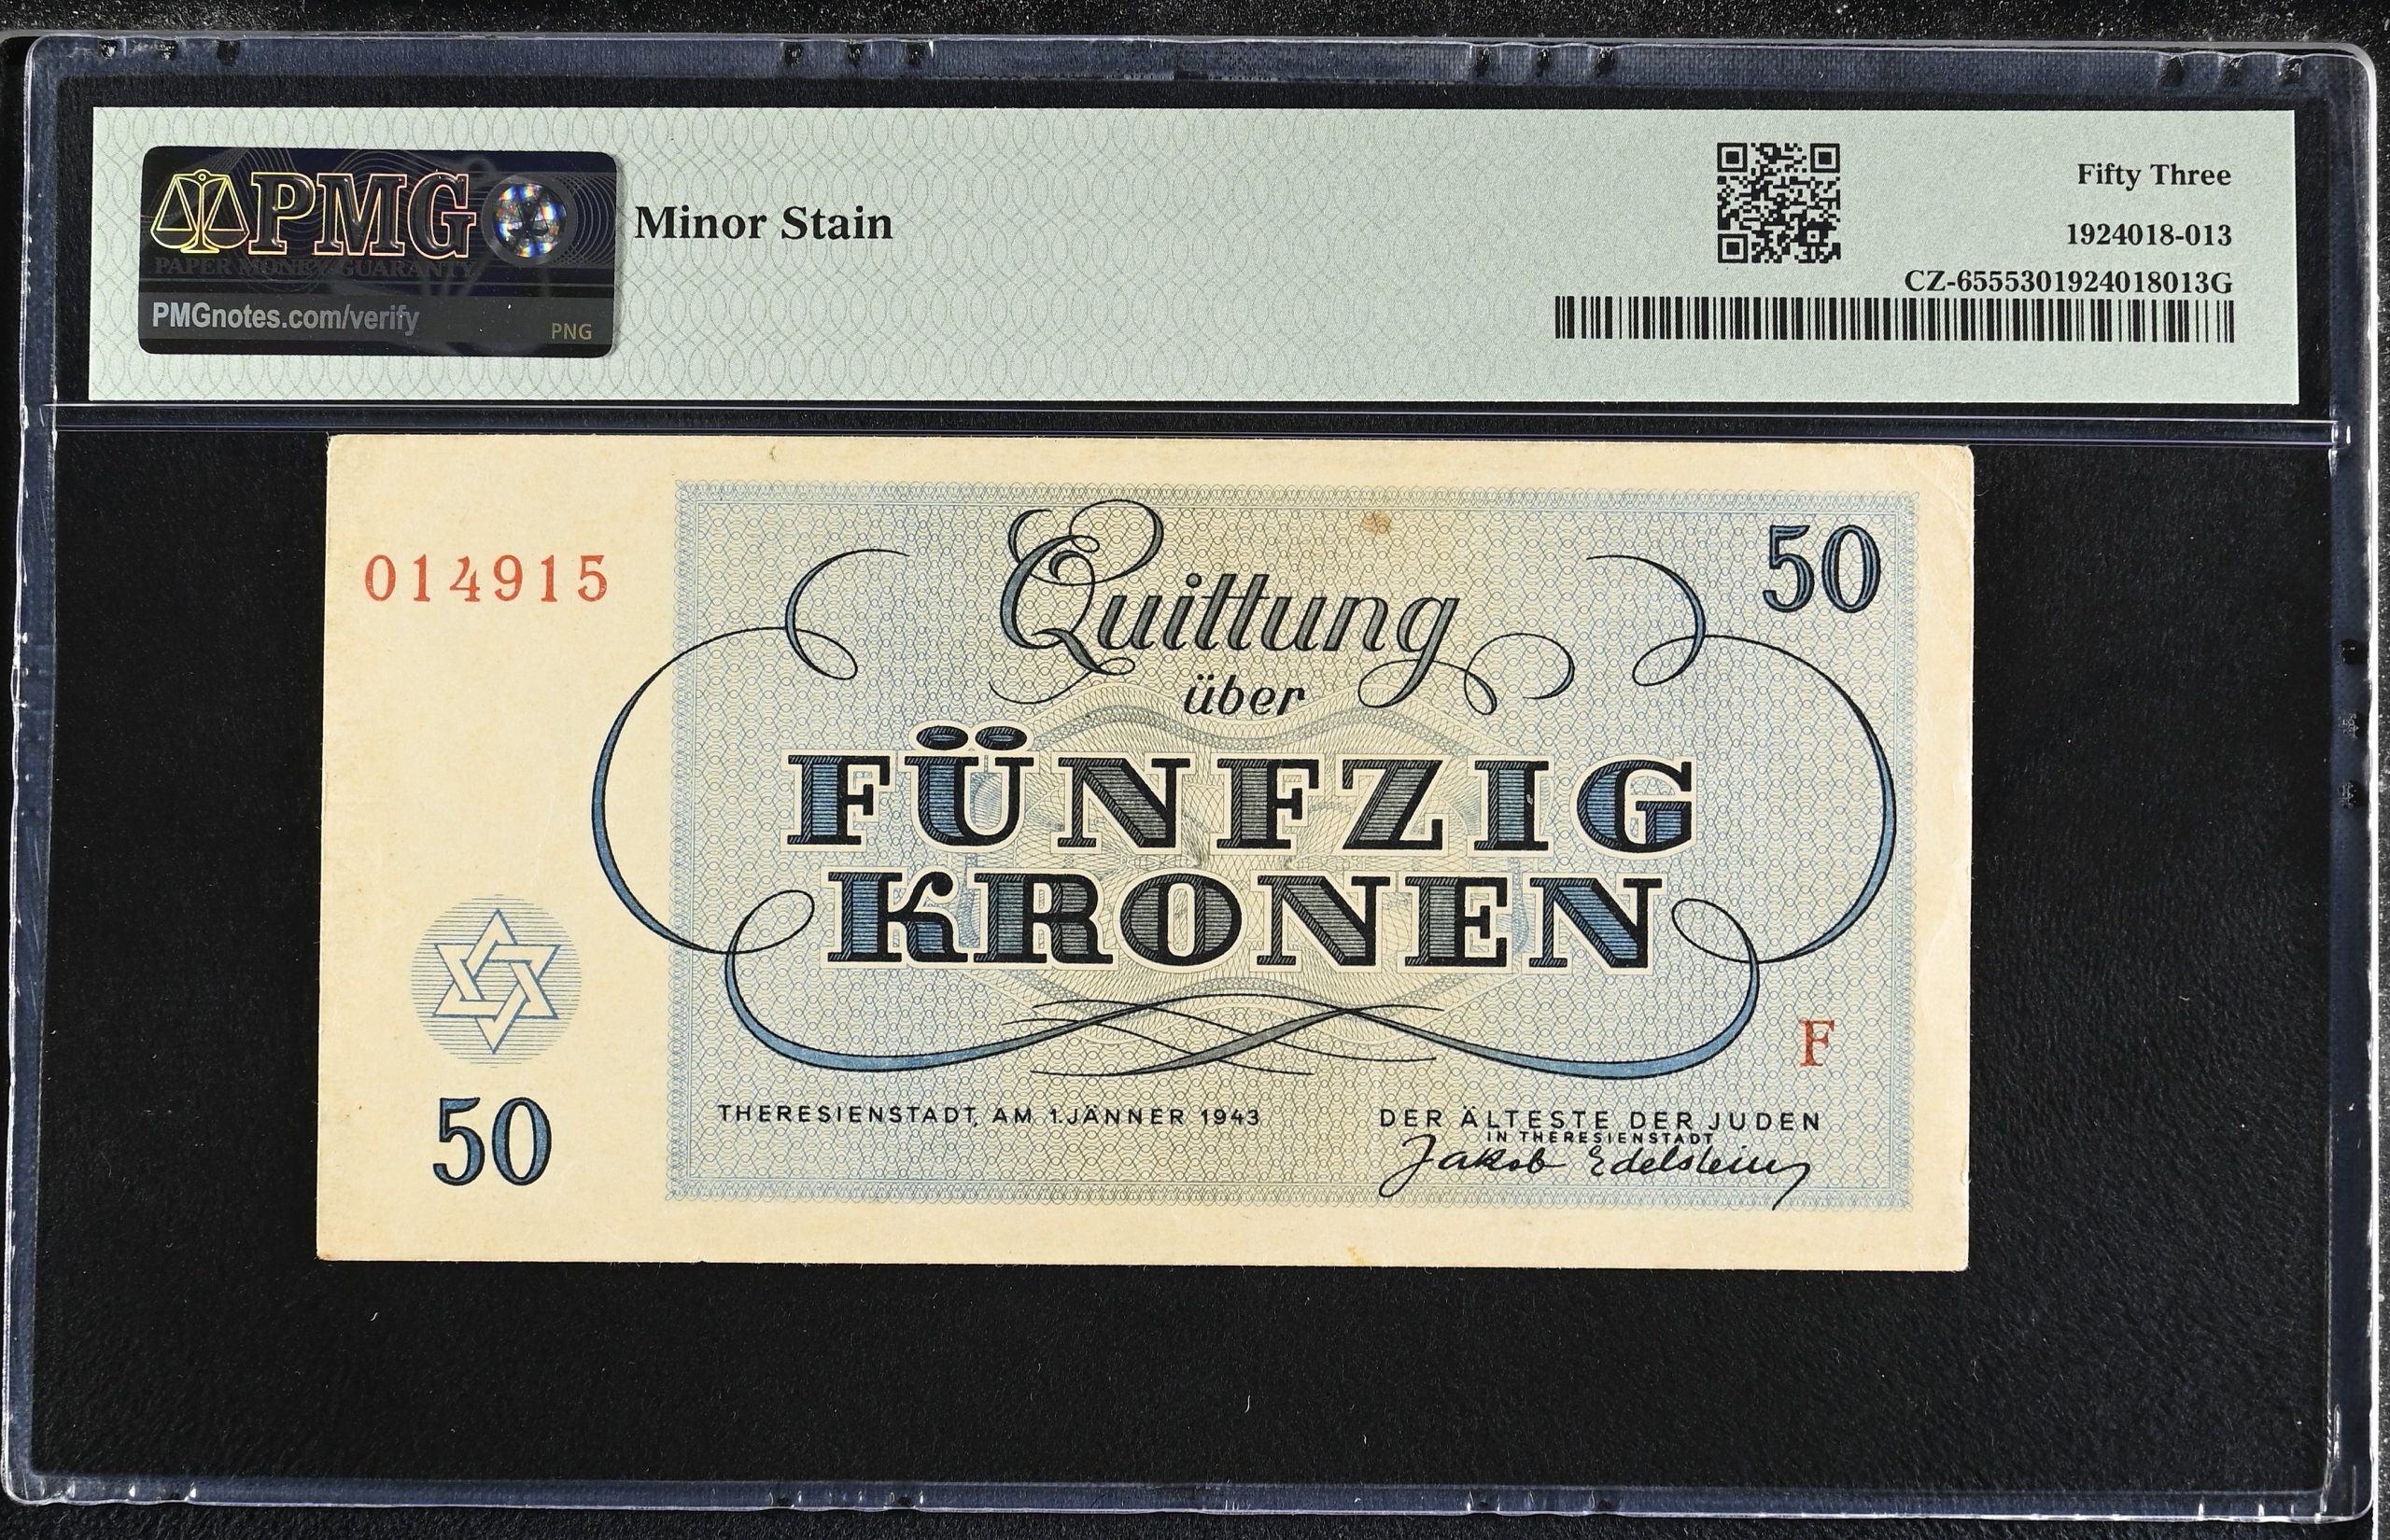 PMG
PAPER MONEY GUARANTY
PMGnotes.com/verify
PNG
Minor Stain
Fifty Three
1924018-013
CZ-6555301924018013G
014915
50
Quittung
über
FÜNFZIG
KRONEN
F
50
THERESIENSTADT, AM 1. JÄNNER 1943
DER ÄLTESTE DER JUDEN
IN THERESIENSTADT
Jakob Edelstein